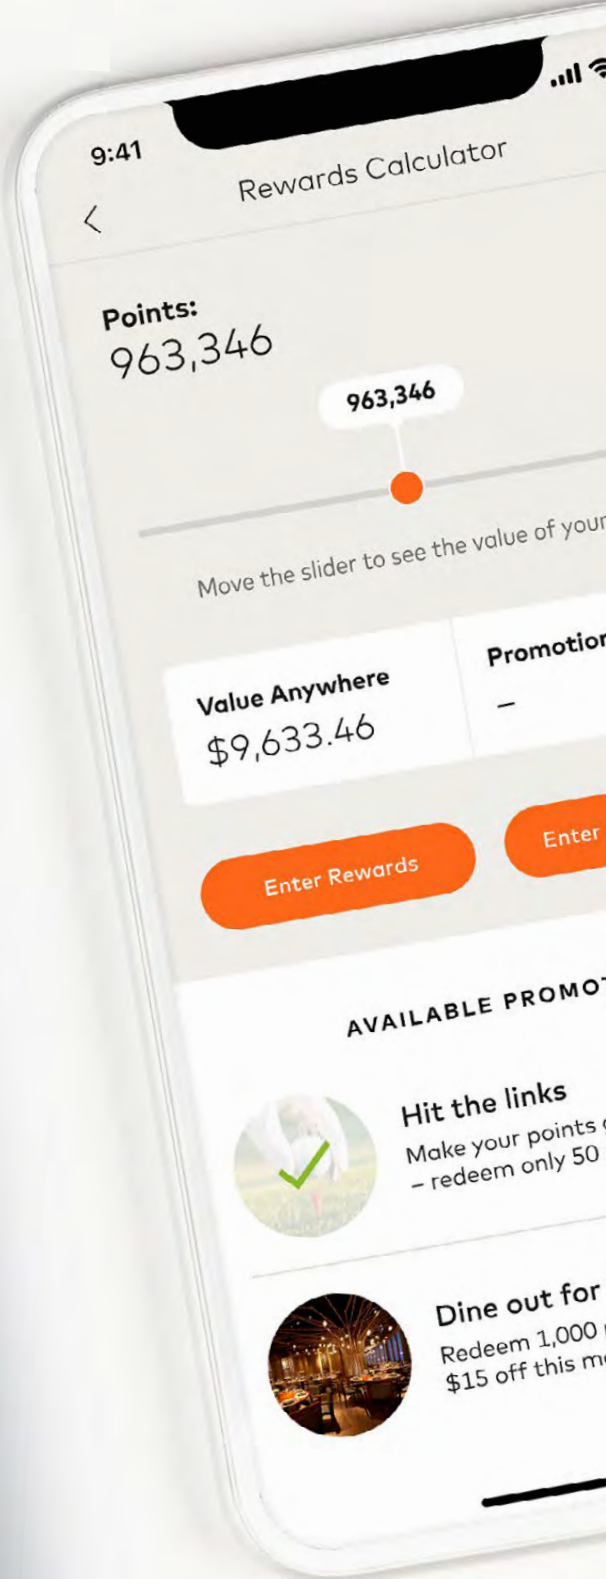 9:41
Rewards Calculator
Points:
963,346
963,346
Move the slider to see the value of your
Value Anywhere
$9,633.46
Promotion
–
Enter Rewards
Enter
AVAILABLE PROMOT
Hit the links
Make your points
– redeem only 50
Dine out for
Redeem 1,000
$15 off this